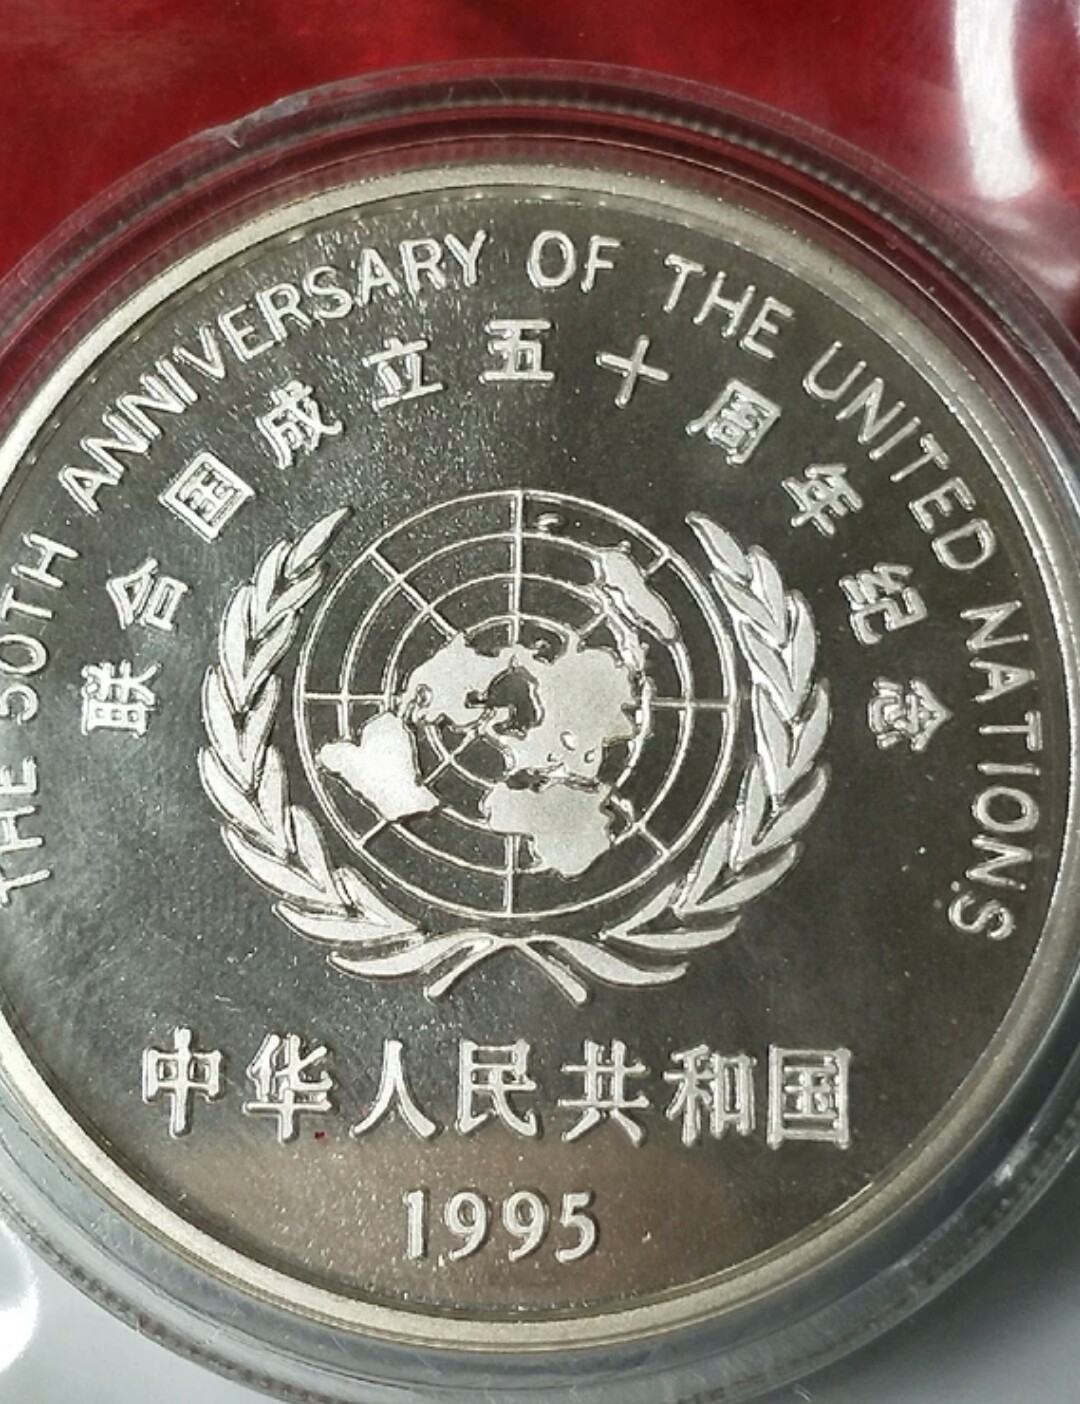 THE 50TH ANNIVERSARY OF THE UNITED NATIONS
联合国成立五十周年纪念
中华人民共和国
1995